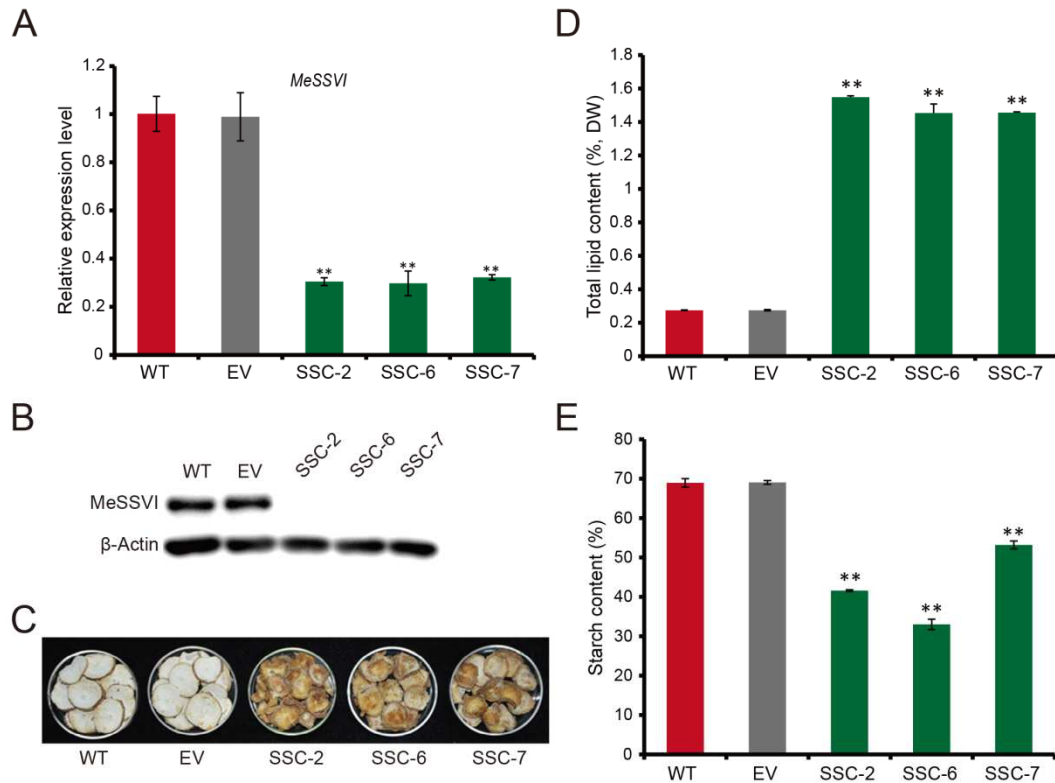 A
Relative expression level
1.2
1
0.8
0.6
0.4
0.2
0
MeSSVI
** ** **
WT EV SSC-2 SSC-6 SSC-7
B
WT EV SSC-2 SSC-6 SSC-7
MeSSVI
β-Actin
C
WT EV SSC-2 SSC-6 SSC-7
D
Total lipid content (%, DW)
1.8
1.6
1.4
1.2
1
0.8
0.6
0.4
0.2
0
** ** **
WT EV SSC-2 SSC-6 SSC-7
E
Starch content (%)
80
70
60
50
40
30
20
10
0
** ** **
WT EV SSC-2 SSC-6 SSC-7